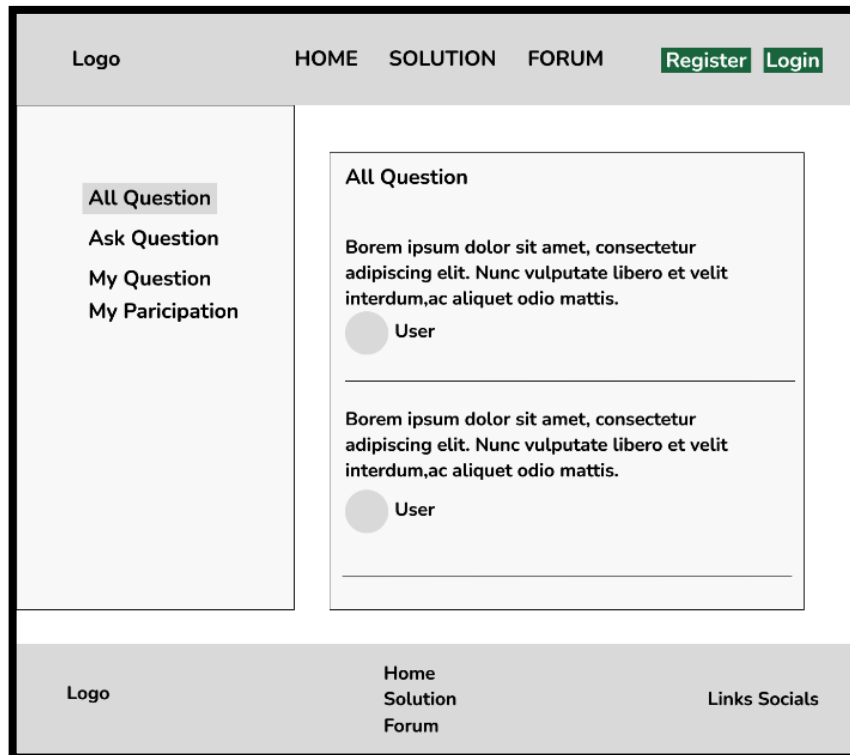 Logo
HOME SOLUTION FORUM
Register Login
All Question
Ask Question
My Question
My Paricipation
All Question
Borem ipsum dolor sit amet, consectetur
adipiscing elit. Nunc vulputate libero et velit
interdum,ac aliquet odio mattis.
User
Borem ipsum dolor sit amet, consectetur
adipiscing elit. Nunc vulputate libero et velit
interdum,ac aliquet odio mattis.
User
Logo
Home
Solution
Forum
Links Socials